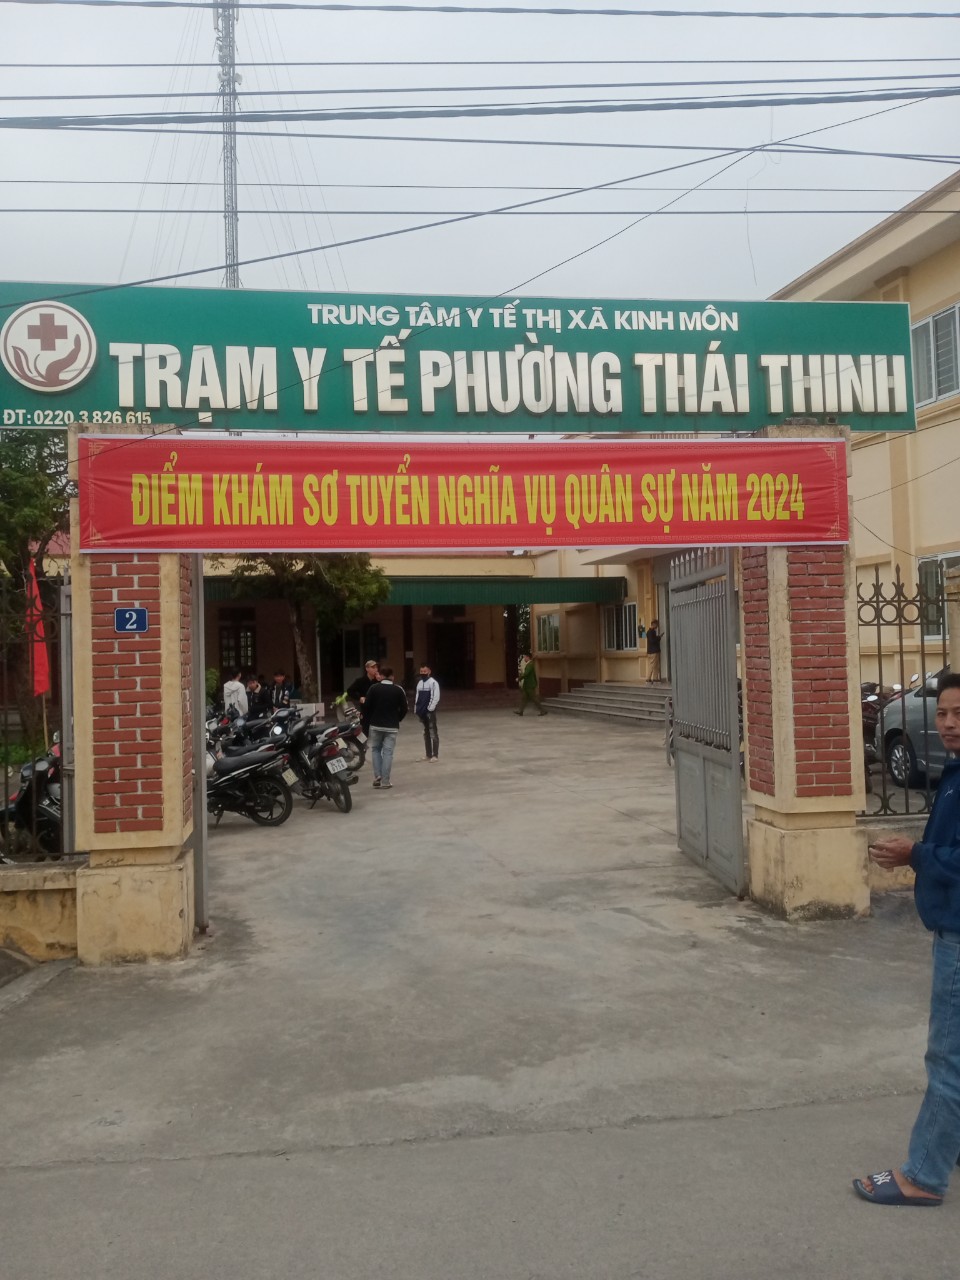 TRUNG TÂM Y TẾ THỊ XÃ KINH MÔN
TRẠM Y TẾ PHƯỜNG THÁI THỊNH
ĐT: 0220.3.826.615
ĐIỂM KHÁM SƠ TUYỂN NGHĨA VỤ QUÂN SỰ NĂM 2024
2